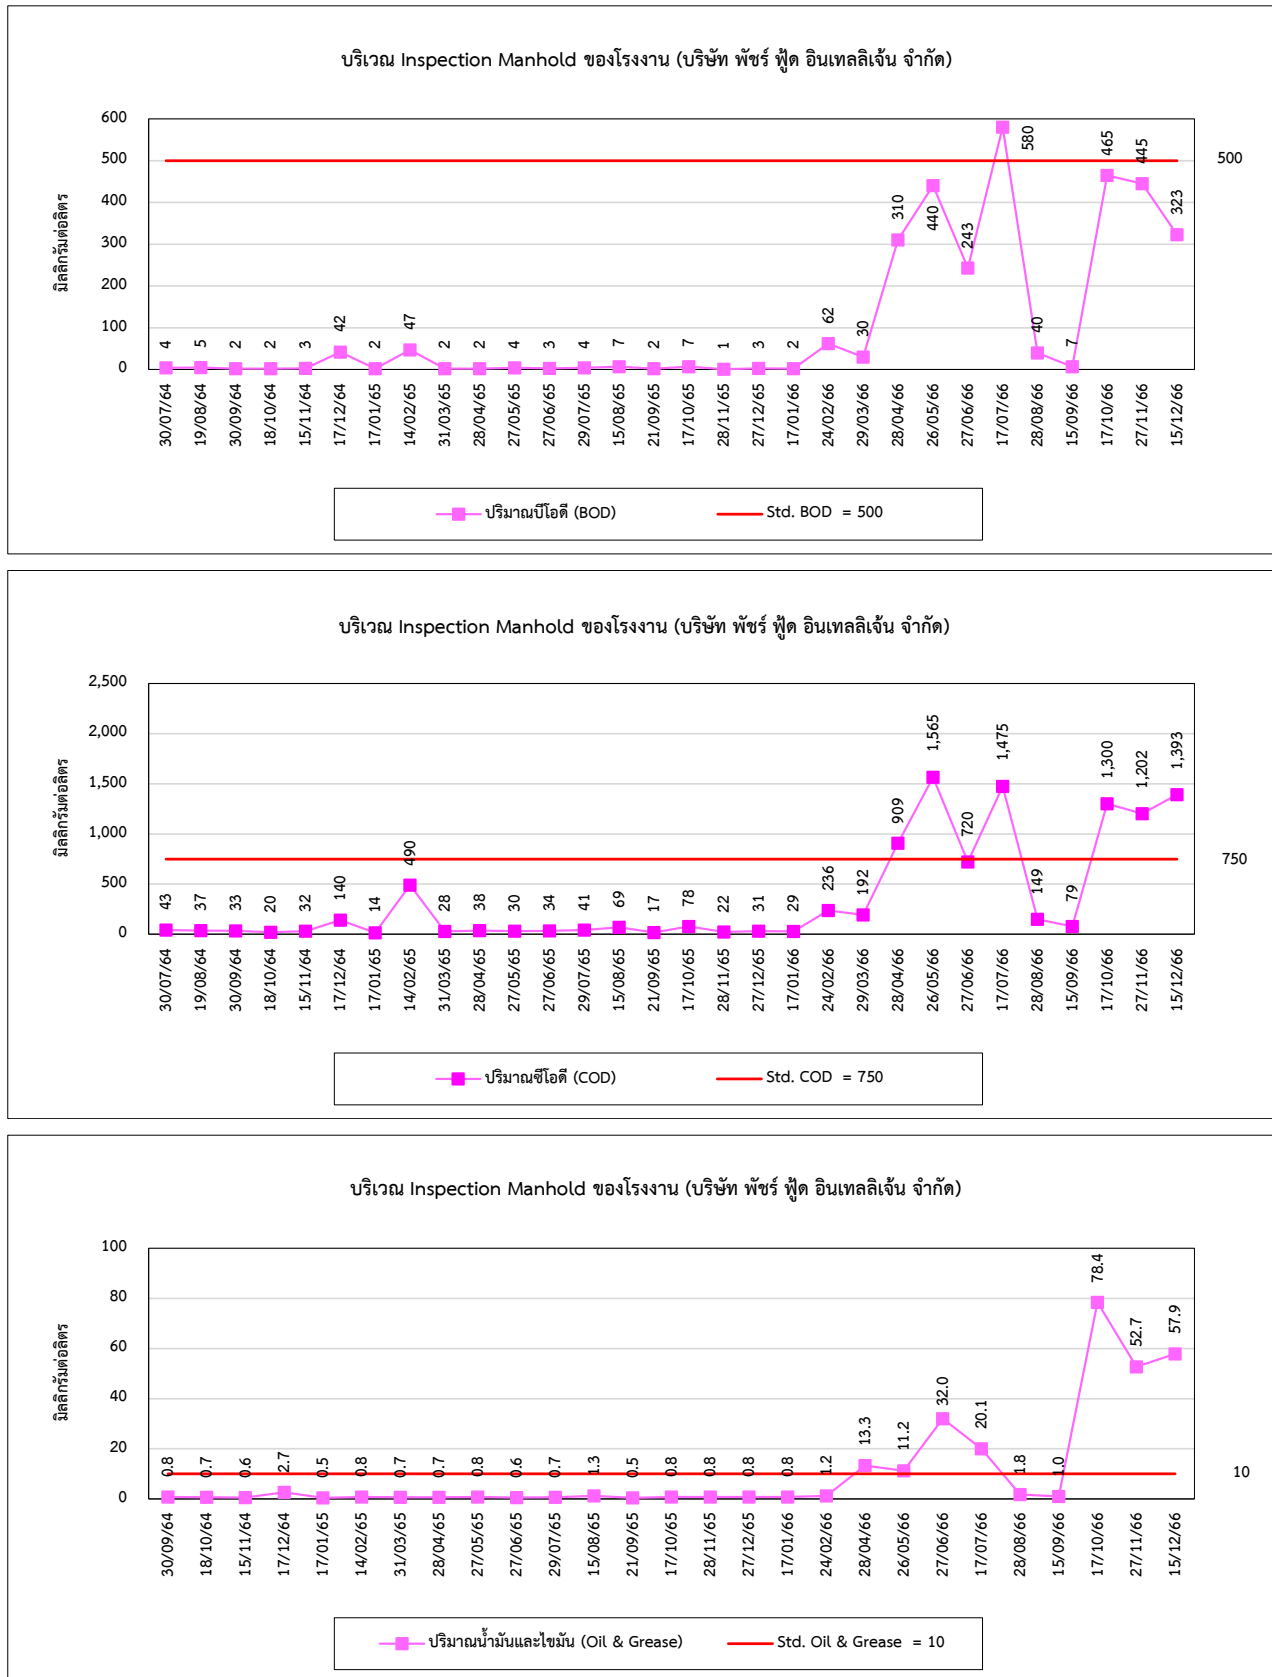 บริเวณ Inspection Manhold ของโรงงาน (บริษัท พัชร์ ฟู้ด อินเทลลิเจ้น จำกัด)
มิลลิกรัมต่อลิตร
600
500
400
300
200
100
0
4 5 2 2 3 42 2 47 2 2 4 3 4 7 2 7 1 3 2 62 30 310 440 243 580 40 7 465 445 323
500
30/07/64 19/08/64 30/09/64 18/10/64 15/11/64 17/12/64 17/01/65 14/02/65 31/03/65 28/04/65 27/05/65 27/06/65 29/07/65 15/08/65 21/09/65 17/10/65 28/11/65 27/12/65 17/01/66 24/02/66 29/03/66 28/04/66 26/05/66 27/06/66 17/07/66 28/08/66 15/09/66 17/10/66 27/11/66 15/12/66
ปริมาณบีโอดี (BOD) Std. BOD = 500
บริเวณ Inspection Manhold ของโรงงาน (บริษัท พัชร์ ฟู้ด อินเทลลิเจ้น จำกัด)
มิลลิกรัมต่อลิตร
2,500
2,000
1,500
1,000
500
0
43 37 33 20 32 140 14 490 28 38 30 34 41 69 17 78 22 31 29 236 192 909 1,565 720 1,475 149 79 1,300 1,202 1,393
750
30/07/64 19/08/64 30/09/64 18/10/64 15/11/64 17/12/64 17/01/65 14/02/65 31/03/65 28/04/65 27/05/65 27/06/65 29/07/65 15/08/65 21/09/65 17/10/65 28/11/65 27/12/65 17/01/66 24/02/66 29/03/66 28/04/66 26/05/66 27/06/66 17/07/66 28/08/66 15/09/66 17/10/66 27/11/66 15/12/66
ปริมาณซีโอดี (COD) Std. COD = 750
บริเวณ Inspection Manhold ของโรงงาน (บริษัท พัชร์ ฟู้ด อินเทลลิเจ้น จำกัด)
มิลลิกรัมต่อลิตร
100
80
60
40
20
0
0.8 0.7 0.6 2.7 0.5 0.8 0.7 0.7 0.8 0.6 0.7 1.3 0.5 0.8 0.8 0.8 0.8 1.2 13.3 11.2 32.0 20.1 1.8 1.0 78.4 52.7 57.9
10
30/09/64 18/10/64 15/11/64 17/12/64 17/01/65 14/02/65 31/03/65 28/04/65 27/05/65 27/06/65 29/07/65 15/08/65 21/09/65 17/10/65 28/11/65 27/12/65 17/01/66 24/02/66 28/04/66 26/05/66 27/06/66 17/07/66 28/08/66 15/09/66 17/10/66 27/11/66 15/12/66
ปริมาณน้ำมันและไขมัน (Oil & Grease) Std. Oil & Grease = 10